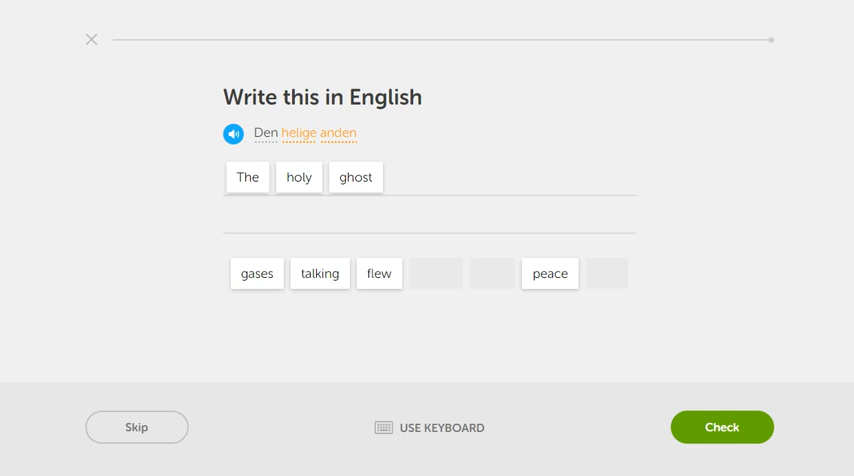 Write this in English
Den helige anden
The holy ghost
gases talking flew peace
Skip USE KEYBOARD Check